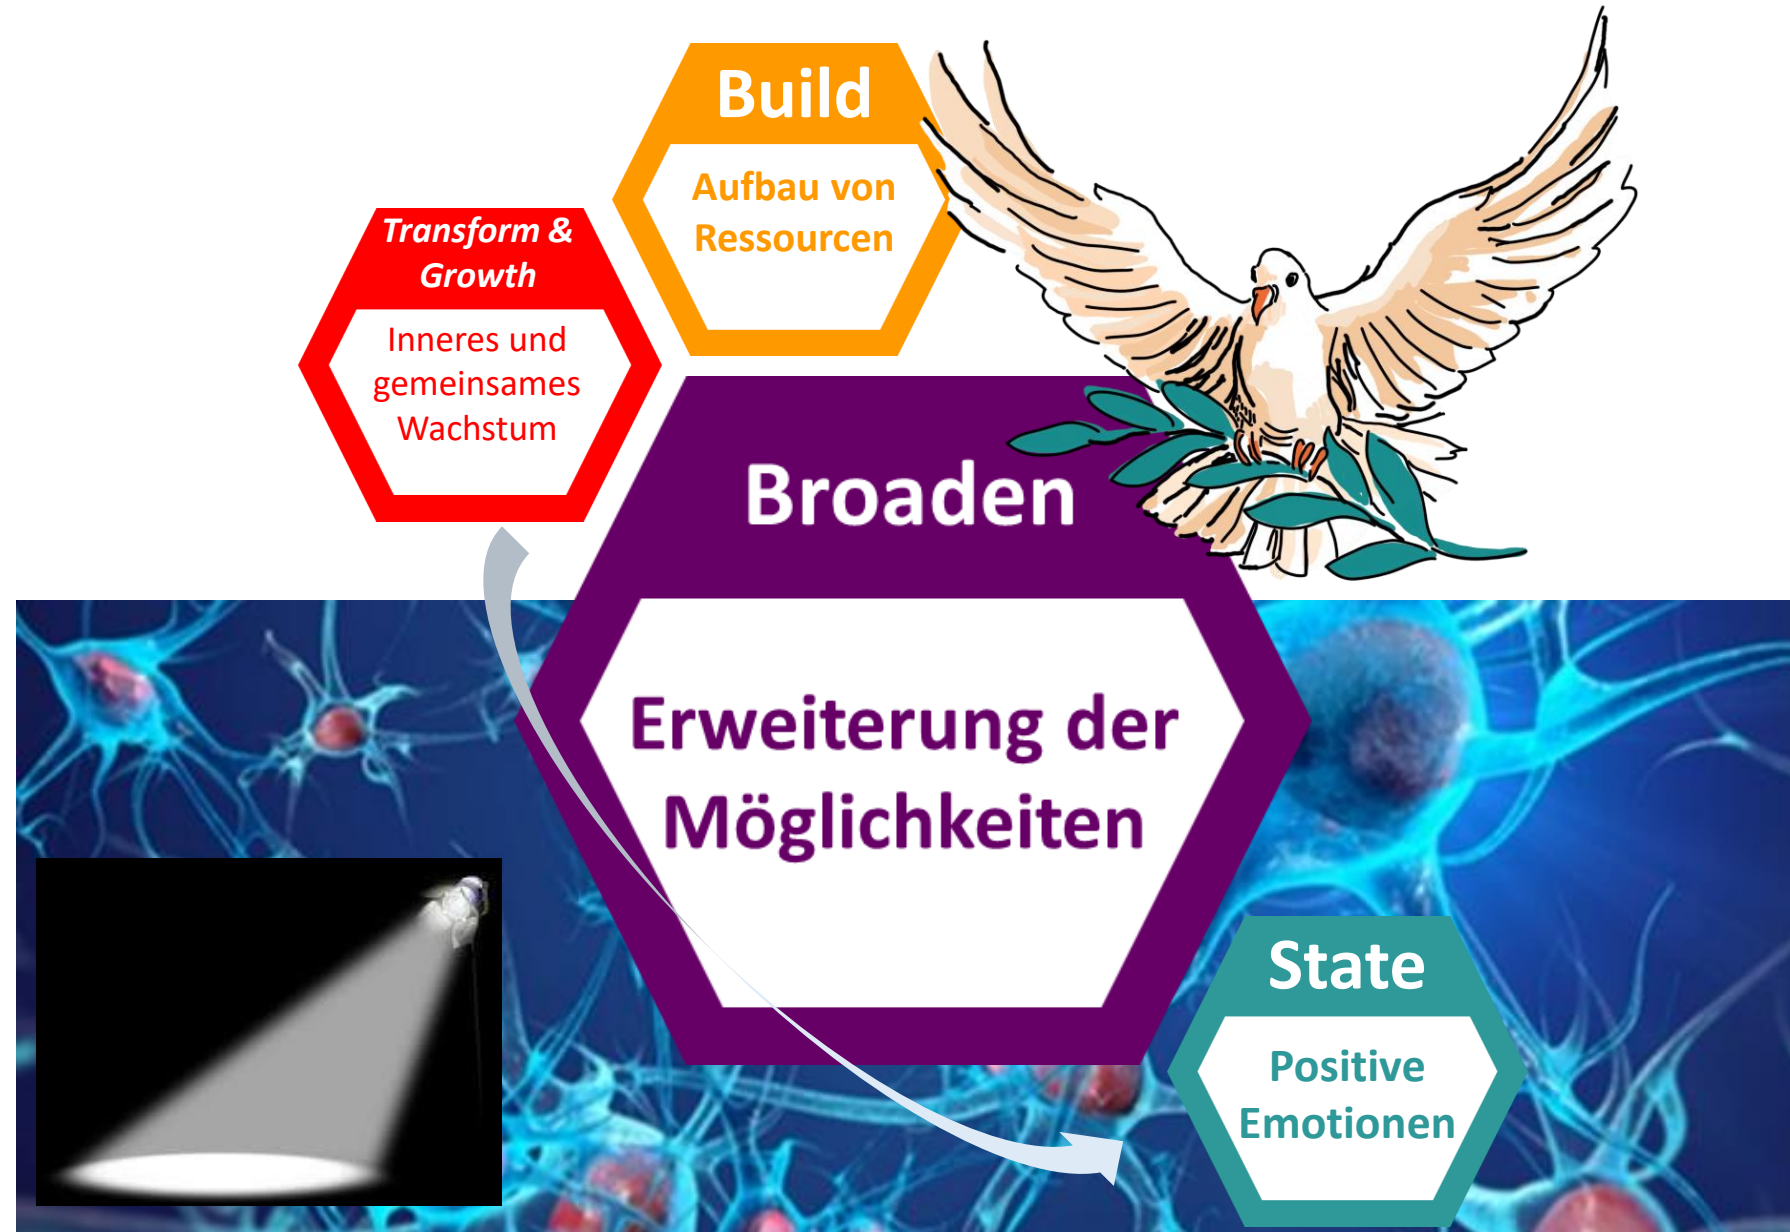 Build
Aufbau von
Ressourcen
Transform &
Growth
Inneres und
gemeinsames
Wachstum
Broaden
Erweiterung der
Möglichkeiten
State
Positive
Emotionen